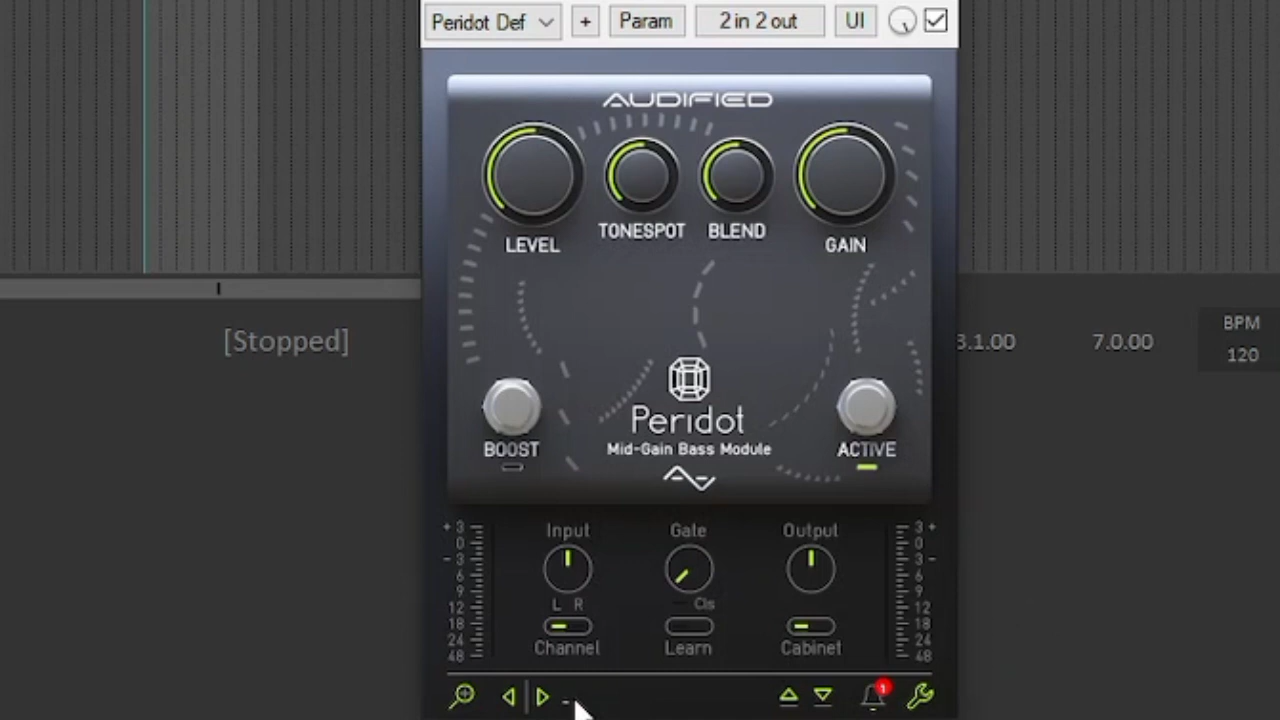 Peridot Def + Param 2 in 2 out UI
AUDIFIED
LEVEL TONESPOT BLEND GAIN
[Stopped]
3.1.00 7.0.00
BPM
120
Peridot
Mid-Gain Bass Module
BOOST ACTIVE
Input Gate Output
L R Cls
Channel Learn Cabinet
+ 3 3 +
0 0
- 3 3 -
6 6
9 9
12 12
18 18
24 24
48 48
1